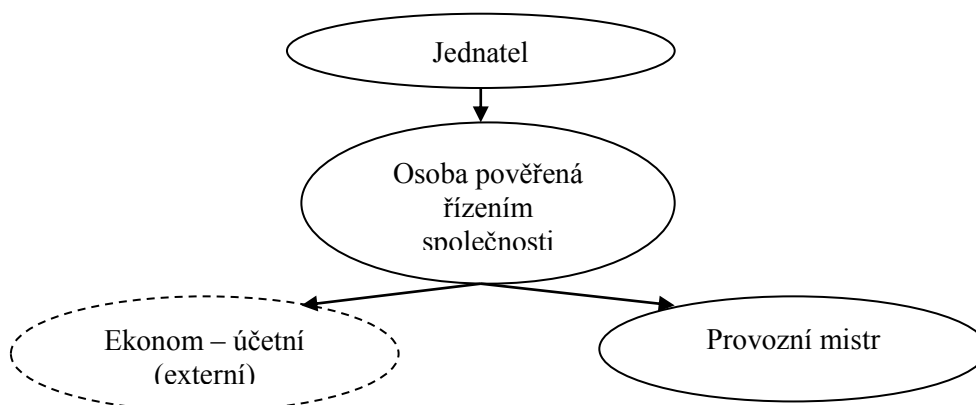 Jednatel
Osoba pověřená
řízením
společnosti
Ekonom – účetní
(externí)
Provozní mistr